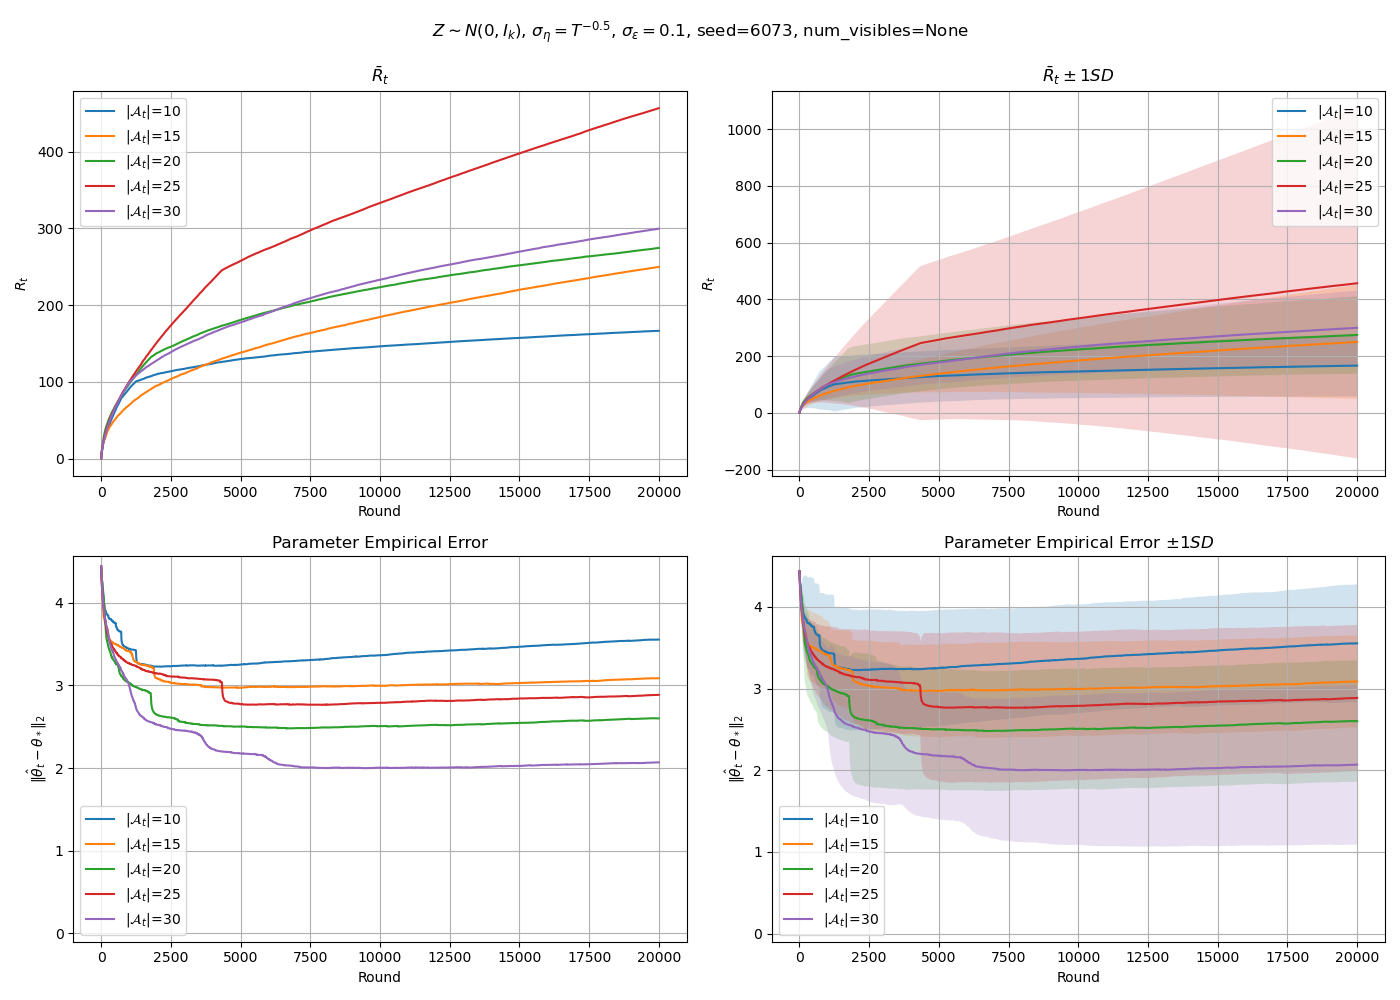 Z ~ N(0, I_k), σ_η = T^{−0.5}, σ_ε = 0.1, seed=6073, num_visibles=None
R̄_t
R_t
400
300
200
100
0
|𝒜_t|=10
|𝒜_t|=15
|𝒜_t|=20
|𝒜_t|=25
|𝒜_t|=30
0 2500 5000 7500 10000 12500 15000 17500 20000
Round
R̄_t ± 1SD
R_t
1000
800
600
400
200
0
−200
|𝒜_t|=10
|𝒜_t|=15
|𝒜_t|=20
|𝒜_t|=25
|𝒜_t|=30
0 2500 5000 7500 10000 12500 15000 17500 20000
Round
Parameter Empirical Error
‖θ̂_t − θ_*‖_2
4
3
2
1
0
|𝒜_t|=10
|𝒜_t|=15
|𝒜_t|=20
|𝒜_t|=25
|𝒜_t|=30
0 2500 5000 7500 10000 12500 15000 17500 20000
Round
Parameter Empirical Error ±1SD
‖θ̂_t − θ_*‖_2
4
3
2
1
0
|𝒜_t|=10
|𝒜_t|=15
|𝒜_t|=20
|𝒜_t|=25
|𝒜_t|=30
0 2500 5000 7500 10000 12500 15000 17500 20000
Round